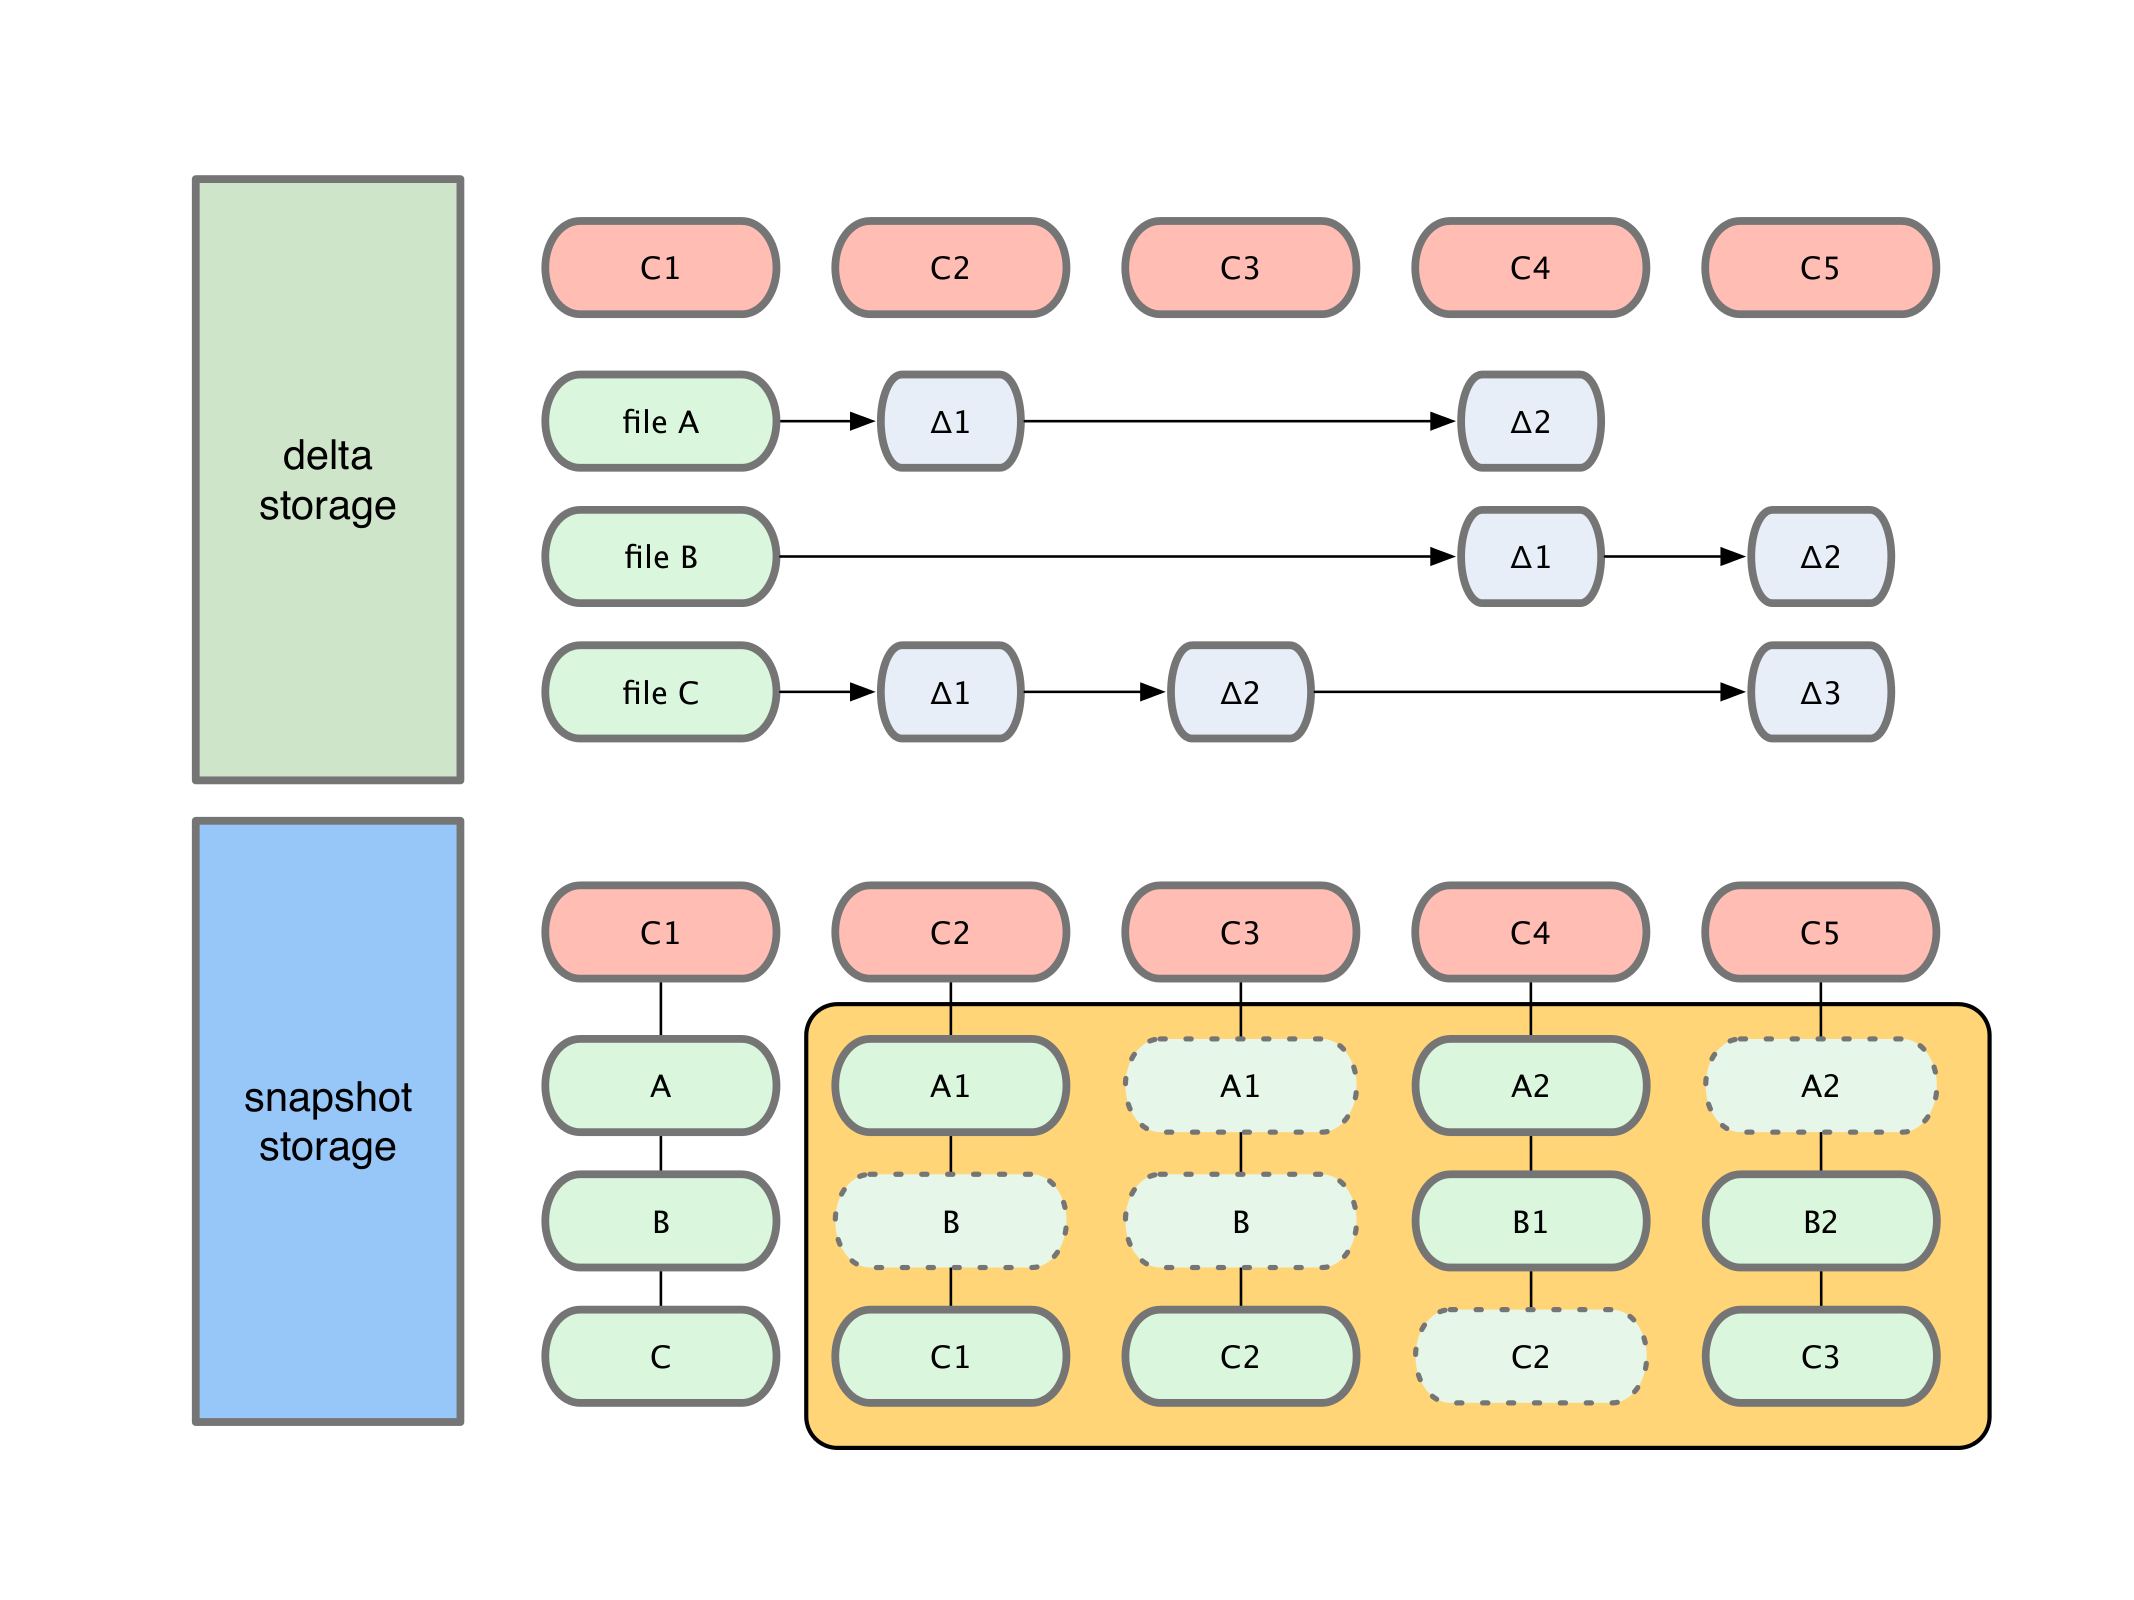 delta
storage
C1 C2 C3 C4 C5
file A Δ1 Δ2
file B Δ1 Δ2
file C Δ1 Δ2 Δ3
snapshot
storage
C1 C2 C3 C4 C5
A A1 A1 A2 A2
B B B B1 B2
C C1 C2 C2 C3